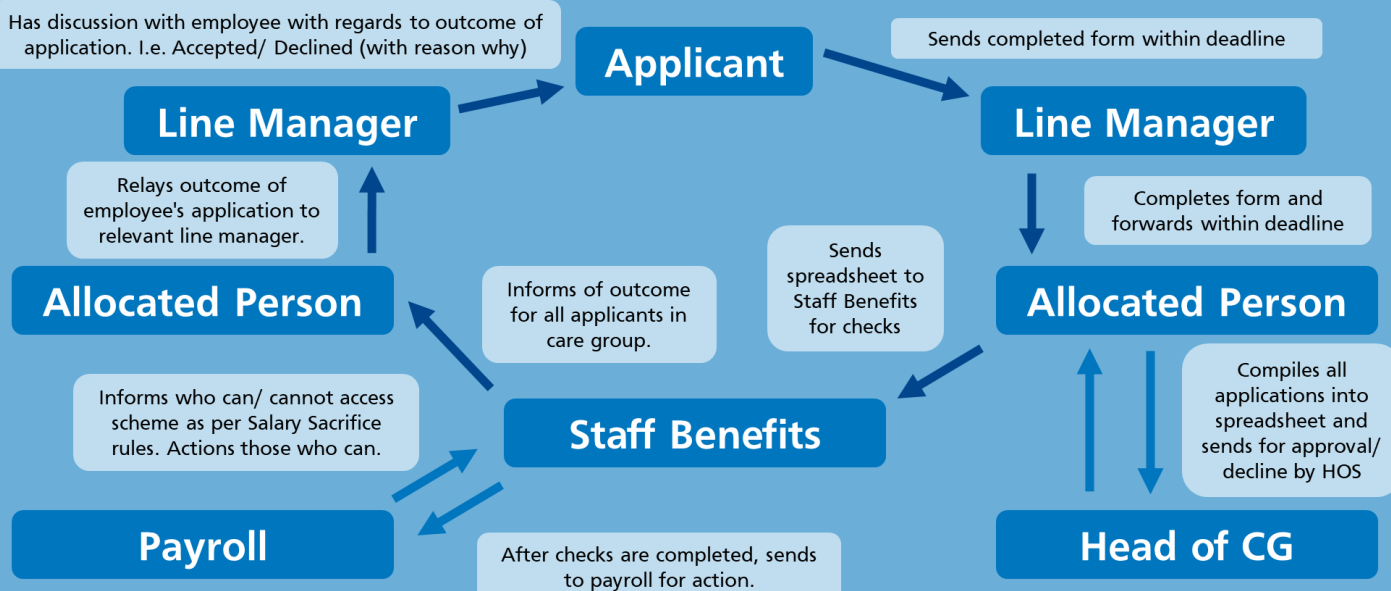 Has discussion with employee with regards to outcome of
application. I.e. Accepted/ Declined (with reason why)
Applicant
Sends completed form within deadline
Line Manager
Line Manager
Relays outcome of
employee's application to
relevant line manager.
Completes form and
forwards within deadline
Sends
spreadsheet to
Staff Benefits
for checks
Allocated Person
Informs of outcome
for all applicants in
care group.
Allocated Person
Informs who can/ cannot access
scheme as per Salary Sacrifice
rules. Actions those who can.
Staff Benefits
Compiles all
applications into
spreadsheet and
sends for approval/
decline by HOS
Payroll
After checks are completed, sends
to payroll for action.
Head of CG